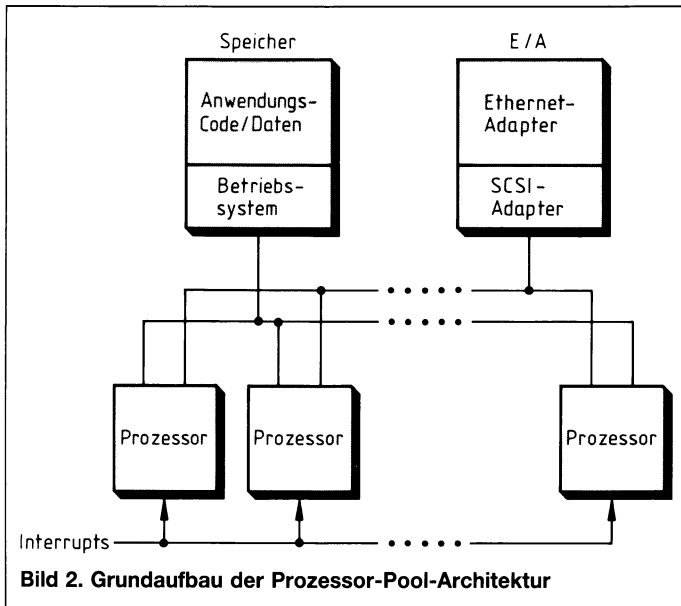 Speicher
E/A
Anwendungs-
Code/Daten
Betriebs-
system
Ethernet-
Adapter
SCSI-
Adapter
Prozessor
Prozessor
Prozessor
Interrupts
Bild 2. Grundaufbau der Prozessor-Pool-Architektur